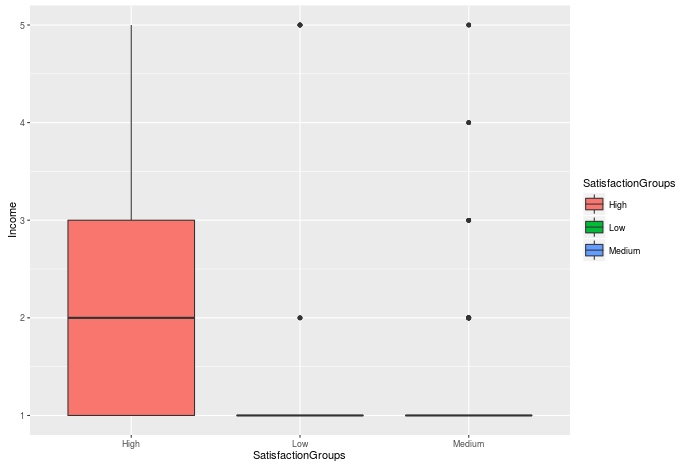 5
4
3
2
1
Income
High
Low
Medium
SatisfactionGroups
SatisfactionGroups
High
Low
Medium